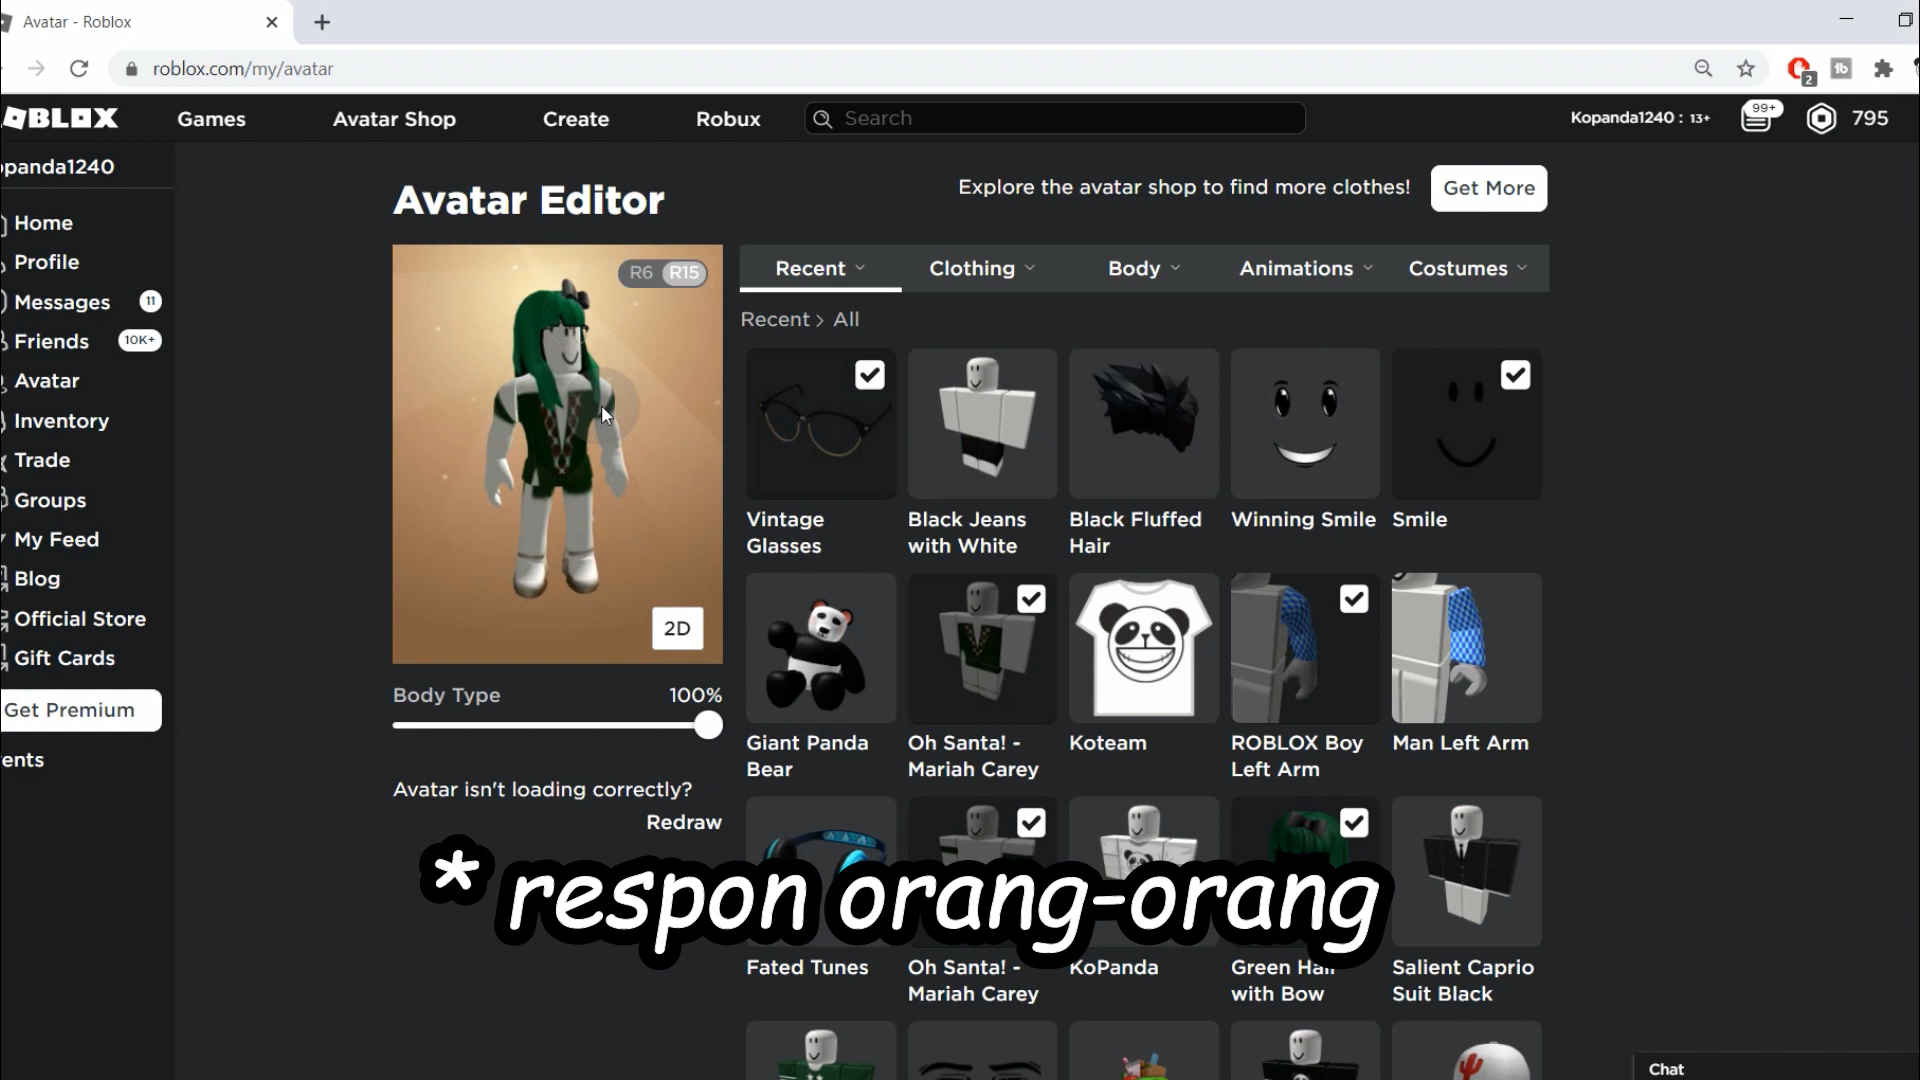 Avatar - Roblox
roblox.com/my/avatar
2
tb
ROBLOX
Games
Avatar Shop
Create
Robux
Search
Kopanda1240 : 13+
99+
795
opanda1240
Home
Profile
Messages 11
Friends 10K+
Avatar
Inventory
Trade
Groups
My Feed
Blog
Official Store
Gift Cards
Get Premium
ents
Avatar Editor
Explore the avatar shop to find more clothes!
Get More
R6 R15
2D
Body Type 100%
Avatar isn't loading correctly?
Redraw
Recent
Clothing
Body
Animations
Costumes
Recent > All
Vintage
Glasses
Black Jeans
with White
Black Fluffed
Hair
Winning Smile
Smile
Giant Panda
Bear
Oh Santa! -
Mariah Carey
Koteam
ROBLOX Boy
Left Arm
Man Left Arm
Fated Tunes
Oh Santa! -
Mariah Carey
KoPanda
Green Hair
with Bow
Salient Caprio
Suit Black
* respon orang-orang
Chat